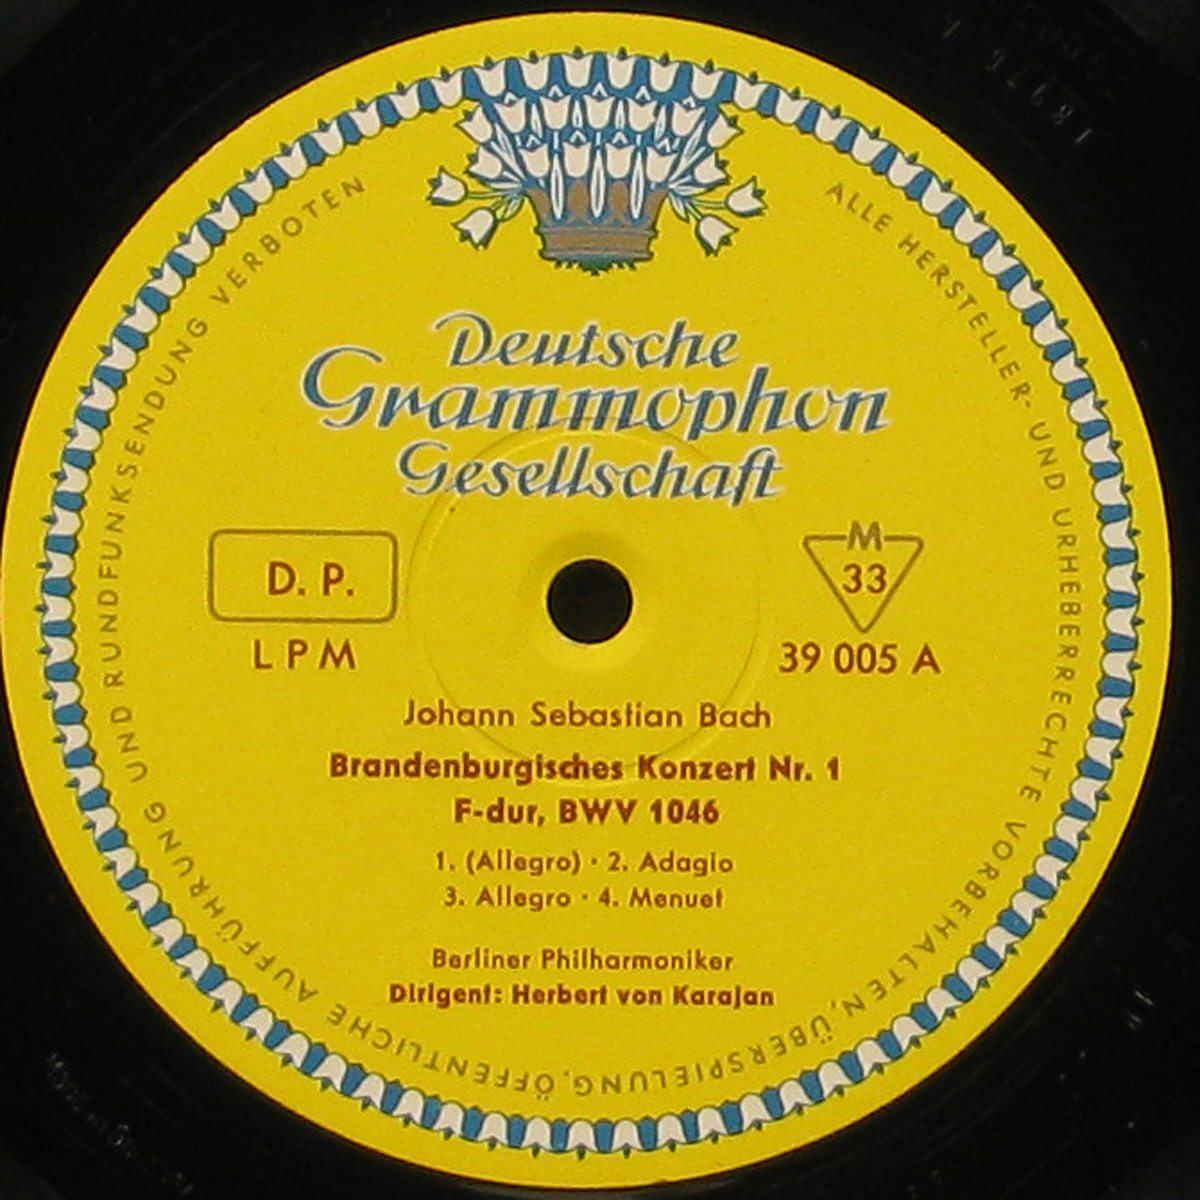 Deutsche
Grammophon
Gesellschaft
D. P.
LPM
M
33
39 005 A
Johann Sebastian Bach
Brandenburgisches Konzert Nr. 1
F-dur, BWV 1046
1. (Allegro) · 2. Adagio
3. Allegro · 4. Menuet
Berliner Philharmoniker
Dirigent: Herbert von Karajan
ALLE HERSTELLER- UND URHEBERRECHTE VORBEHALTEN, ÜBERSPIELUNG, ÖFFENTLICHE AUFFÜHRUNG UND RUNDFUNKSENDUNG VERBOTEN